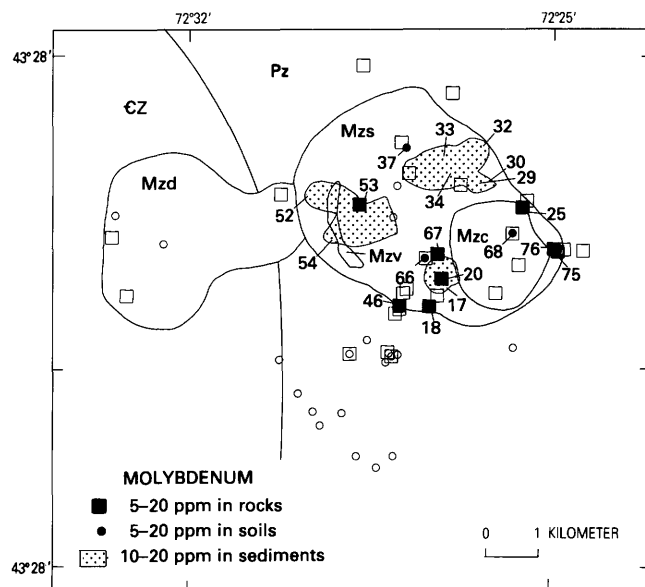 72°32' 72°25'
43°28'
Pz
ЄZ
Mzs
33 32
37
30
29
Mzd
53
34
52
25
67
Mzc
68
76
54
Mzv
66
20
75
46
17
18
MOLYBDENUM
5–20 ppm in rocks
5–20 ppm in soils
0 1 KILOMETER
10–20 ppm in sediments
43°28'